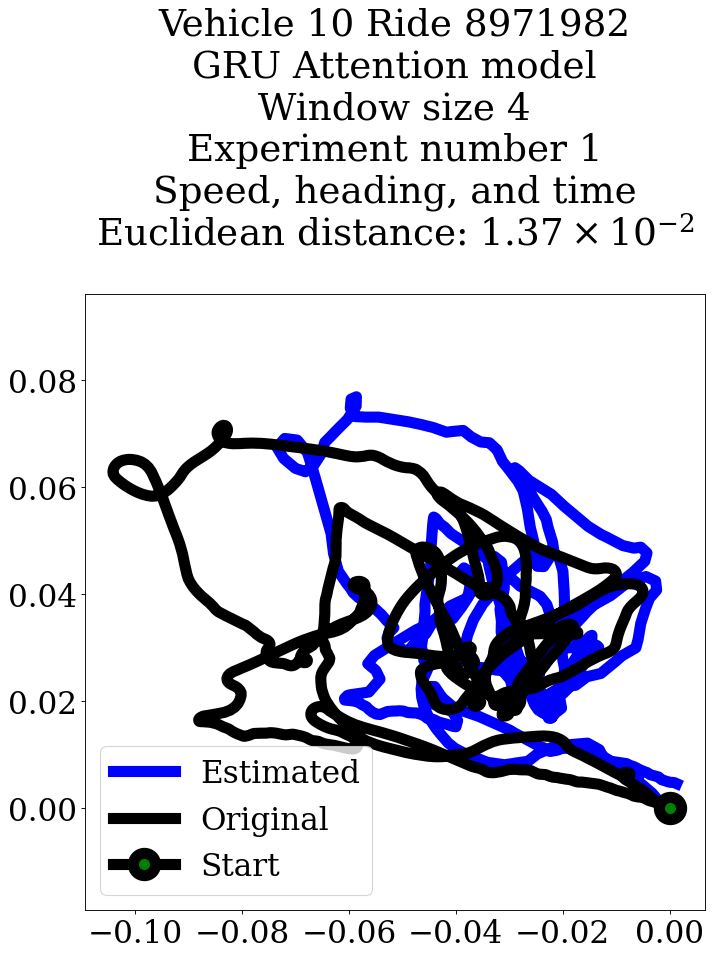 Vehicle 10 Ride 8971982
GRU Attention model
Window size 4
Experiment number 1
Speed, heading, and time
Euclidean distance: 1.37 × 10⁻²
0.08
0.06
0.04
0.02
0.00
Estimated
Original
Start
−0.10 −0.08 −0.06 −0.04 −0.02 0.00